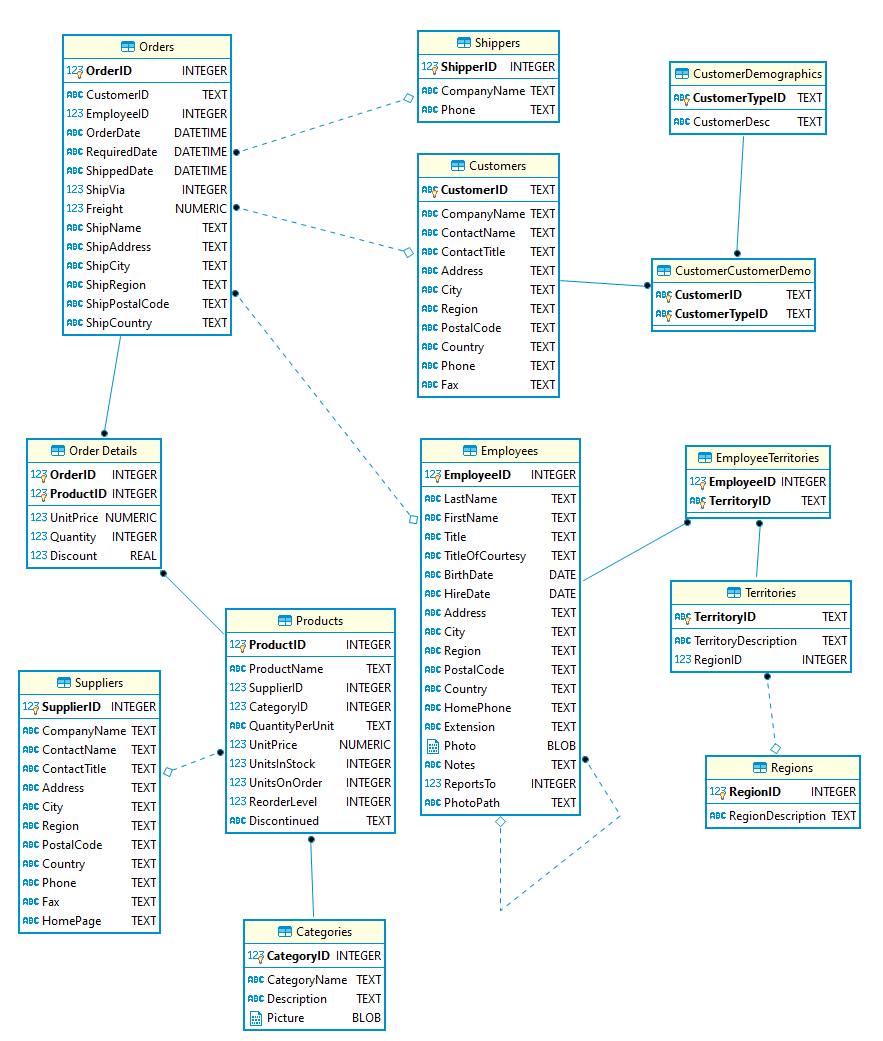 Orders
123 OrderID INTEGER
ABC CustomerID TEXT
123 EmployeeID INTEGER
ABC OrderDate DATETIME
ABC RequiredDate DATETIME
ABC ShippedDate DATETIME
123 ShipVia INTEGER
123 Freight NUMERIC
ABC ShipName TEXT
ABC ShipAddress TEXT
ABC ShipCity TEXT
ABC ShipRegion TEXT
ABC ShipPostalCode TEXT
ABC ShipCountry TEXT
Shippers
123 ShipperID INTEGER
ABC CompanyName TEXT
ABC Phone TEXT
CustomerDemographics
ABC CustomerTypeID TEXT
ABC CustomerDesc TEXT
Customers
ABC CustomerID TEXT
ABC CompanyName TEXT
ABC ContactName TEXT
ABC ContactTitle TEXT
ABC Address TEXT
ABC City TEXT
ABC Region TEXT
ABC PostalCode TEXT
ABC Country TEXT
ABC Phone TEXT
ABC Fax TEXT
CustomerCustomerDemo
ABC CustomerID TEXT
ABC CustomerTypeID TEXT
Order Details
123 OrderID INTEGER
123 ProductID INTEGER
123 UnitPrice NUMERIC
123 Quantity INTEGER
123 Discount REAL
Employees
123 EmployeeID INTEGER
ABC LastName TEXT
ABC FirstName TEXT
ABC Title TEXT
ABC TitleOfCourtesy TEXT
ABC BirthDate DATE
ABC HireDate DATE
ABC Address TEXT
ABC City TEXT
ABC Region TEXT
ABC PostalCode TEXT
ABC Country TEXT
ABC HomePhone TEXT
ABC Extension TEXT
Photo BLOB
ABC Notes TEXT
123 ReportsTo INTEGER
ABC PhotoPath TEXT
EmployeeTerritories
123 EmployeeID INTEGER
ABC TerritoryID TEXT
Territories
ABC TerritoryID TEXT
ABC TerritoryDescription TEXT
123 RegionID INTEGER
Products
123 ProductID INTEGER
ABC ProductName TEXT
123 SupplierID INTEGER
123 CategoryID INTEGER
ABC QuantityPerUnit TEXT
123 UnitPrice NUMERIC
123 UnitsInStock INTEGER
123 UnitsOnOrder INTEGER
123 ReorderLevel INTEGER
ABC Discontinued TEXT
Suppliers
123 SupplierID INTEGER
ABC CompanyName TEXT
ABC ContactName TEXT
ABC ContactTitle TEXT
ABC Address TEXT
ABC City TEXT
ABC Region TEXT
ABC PostalCode TEXT
ABC Country TEXT
ABC Phone TEXT
ABC Fax TEXT
ABC HomePage TEXT
Regions
123 RegionID INTEGER
ABC RegionDescription TEXT
Categories
123 CategoryID INTEGER
ABC CategoryName TEXT
ABC Description TEXT
Picture BLOB